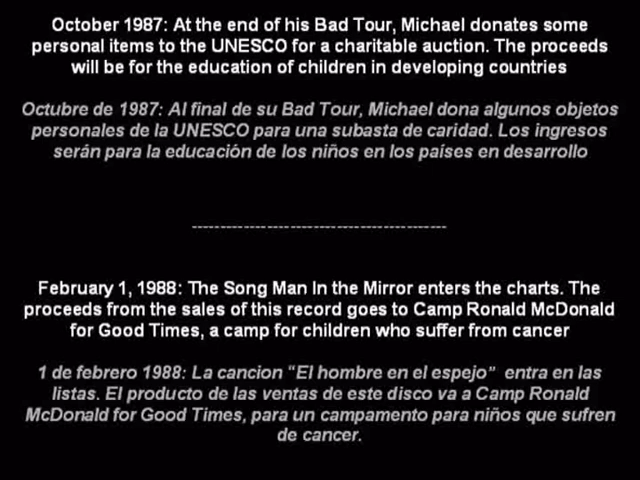 October 1987: At the end of his Bad Tour, Michael donates some
personal items to the UNESCO for a charitable auction. The proceeds
will be for the education of children in developing countries
Octubre de 1987: Al final de su Bad Tour, Michael dona algunos objetos
personales de la UNESCO para una subasta de caridad. Los ingresos
serán para la educación de los niños en los países en desarrollo
----------------------------------------------
February 1, 1988: The Song Man In the Mirror enters the charts. The
proceeds from the sales of this record goes to Camp Ronald McDonald
for Good Times, a camp for children who suffer from cancer
1 de febrero 1988: La cancion “El hombre en el espejo” entra en las
listas. El producto de las ventas de este disco va a Camp Ronald
McDonald for Good Times, para un campamento para niños que sufren
de cancer.